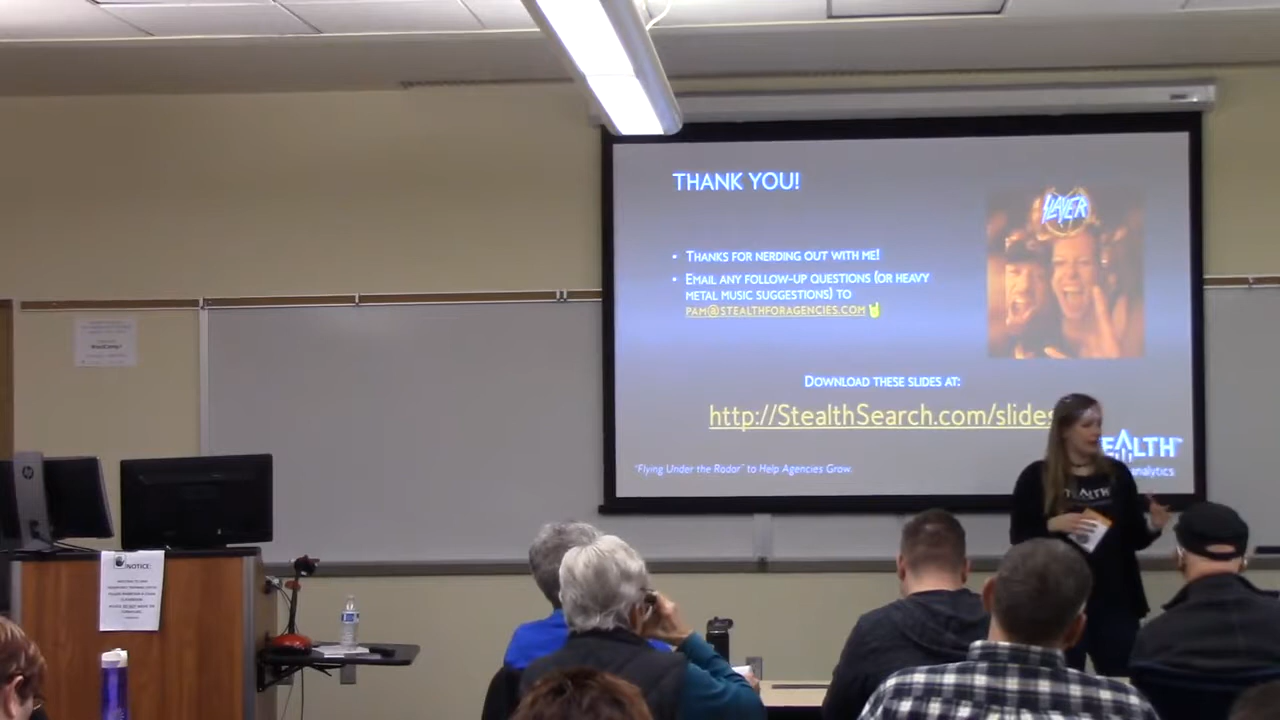 THANK YOU!
SLAYER
• THANKS FOR NERDING OUT WITH ME!
• EMAIL ANY FOLLOW-UP QUESTIONS (OR HEAVY
METAL MUSIC SUGGESTIONS) TO
PAM@STEALTHFORAGENCIES.COM
DOWNLOAD THESE SLIDES AT:
http://StealthSearch.com/slides
"Flying Under the Radar" to Help Agencies Grow.
EALTH™
analytics
NOTICE:
hp